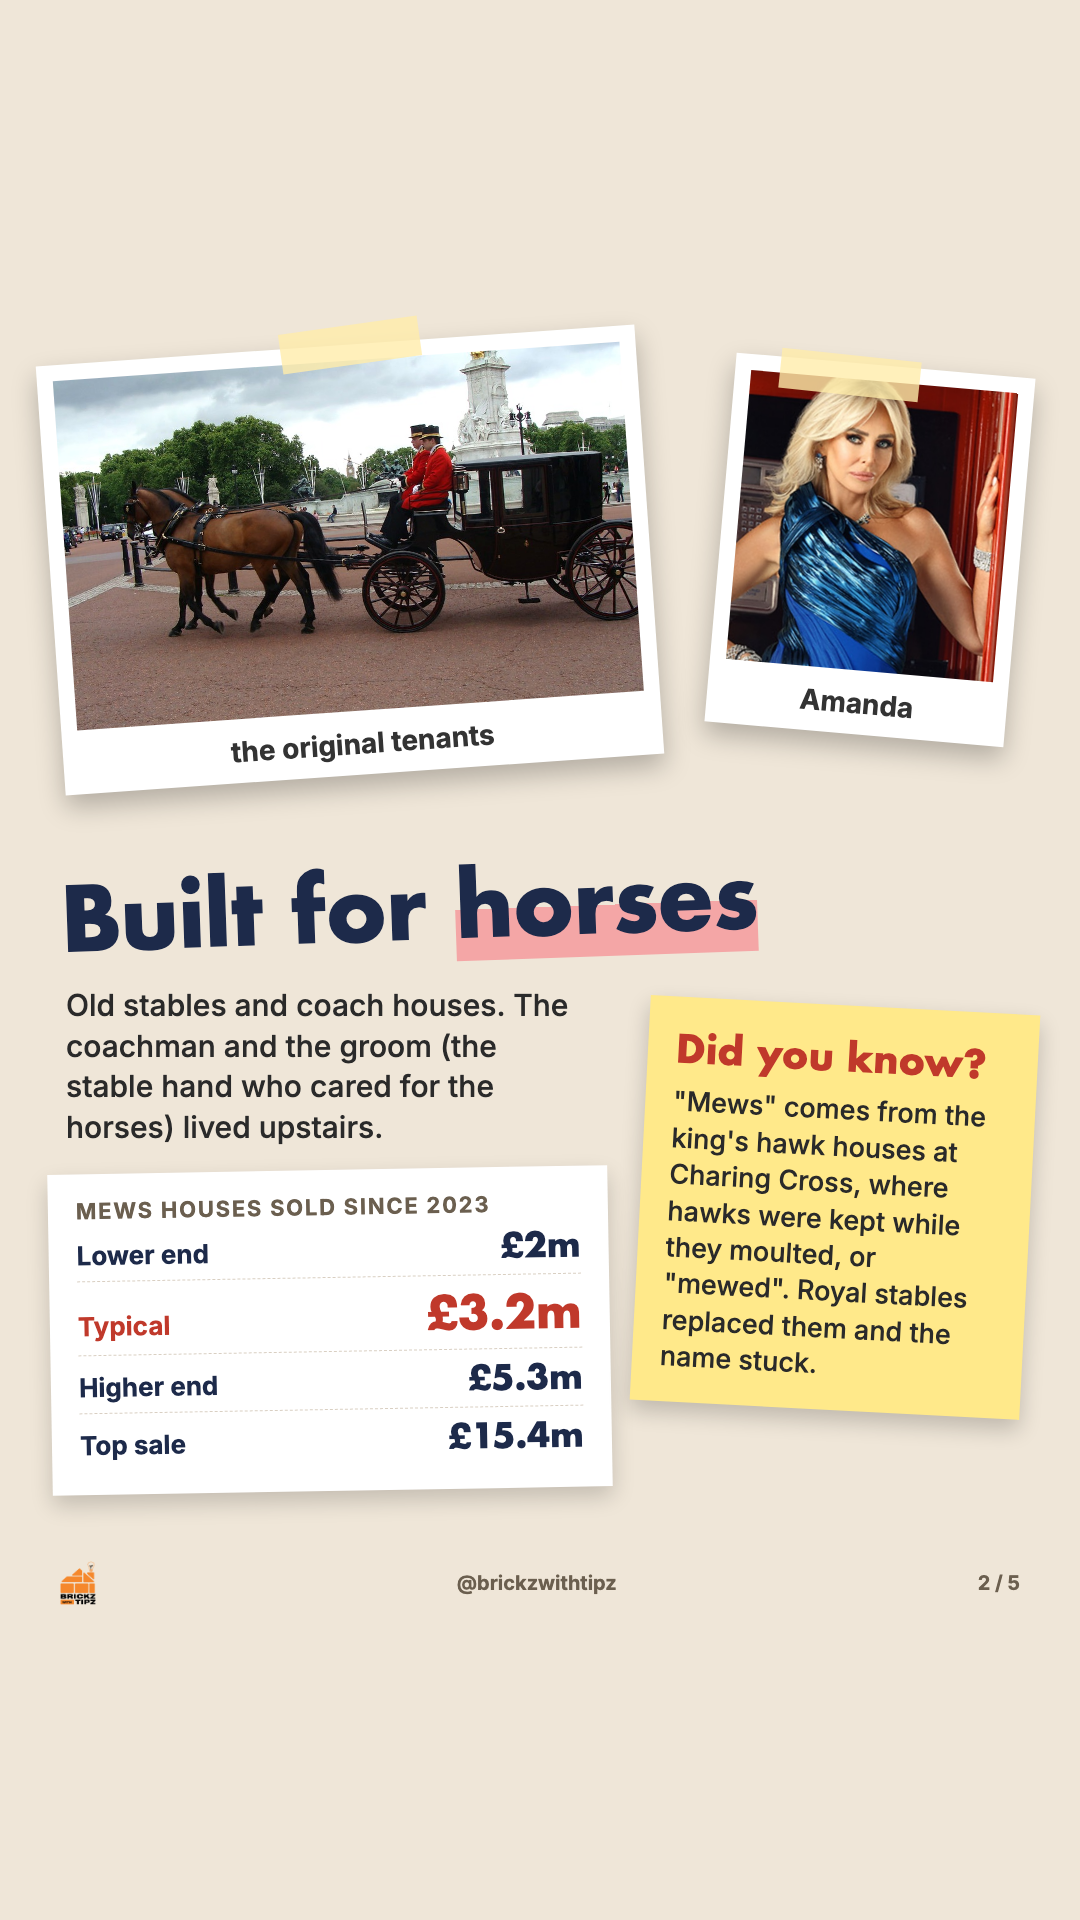 the original tenants
Amanda
Built for horses
Old stables and coach houses. The
coachman and the groom (the
stable hand who cared for the
horses) lived upstairs.
MEWS HOUSES SOLD SINCE 2023
Lower end £2m
Typical £3.2m
Higher end £5.3m
Top sale £15.4m
Did you know?
"Mews" comes from the
king's hawk houses at
Charing Cross, where
hawks were kept while
they moulted, or
"mewed". Royal stables
replaced them and the
name stuck.
BRICKZ
WITH TIPZ
@brickzwithtipz
2 / 5